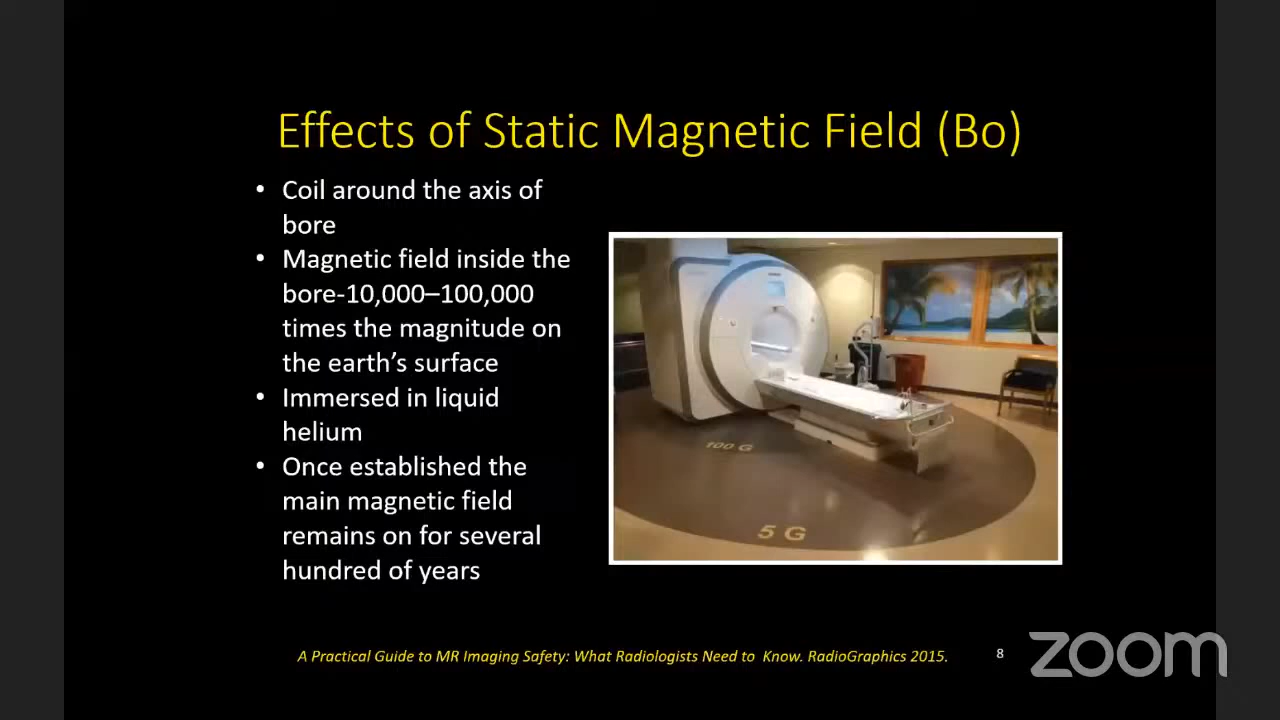 Effects of Static Magnetic Field (Bo)
• Coil around the axis of
bore
• Magnetic field inside the
bore-10,000–100,000
times the magnitude on
the earth’s surface
• Immersed in liquid
helium
• Once established the
main magnetic field
remains on for several
hundred of years
100 G
5 G
A Practical Guide to MR Imaging Safety: What Radiologists Need to Know. RadioGraphics 2015.
8
zoom